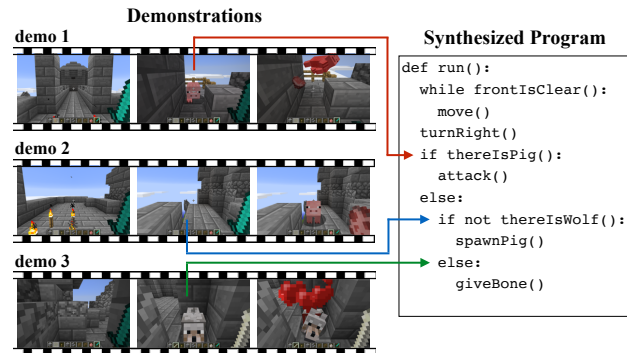 Demonstrations
demo 1
demo 2
demo 3
Synthesized Program
def run():
  while frontIsClear():
    move()
  turnRight()
  if thereIsPig():
    attack()
  else:
    if not thereIsWolf():
      spawnPig()
    else:
      giveBone()